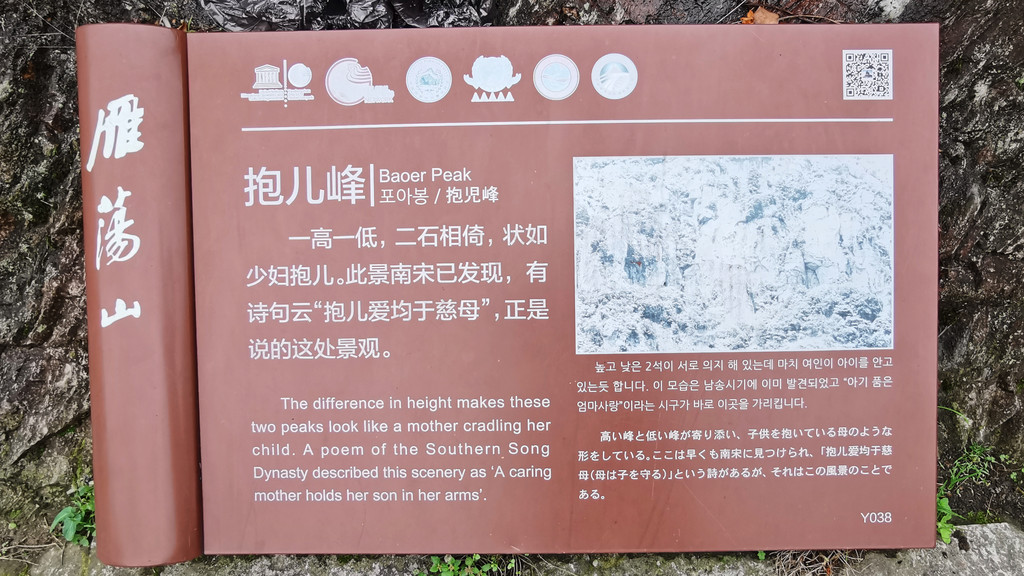 雁荡山
抱儿峰
Baoer Peak
포아봉 / 抱児峰
一高一低，二石相倚，状如
少妇抱儿。此景南宋已发现，有
诗句云“抱儿爱均于慈母”，正是
说的这处景观。
The difference in height makes these
two peaks look like a mother cradling her
child. A poem of the Southern Song
Dynasty described this scenery as 'A caring
mother holds her son in her arms'.
높고 낮은 2석이 서로 의지 해 있는데 마치 여인이 아이를 안고
있는듯 합니다. 이 모습은 남송시기에 이미 발견되었고 “아기 품은
엄마사랑”이라는 시구가 바로 이곳을 가리킵니다.
高い峰と低い峰が寄り添い、子供を抱いている母のような
形をしている。ここは早くも南宋に見つけられ、「抱儿爱均于慈
母(母は子を守る)」という詩があるが、それはこの風景のことで
ある。
Y038